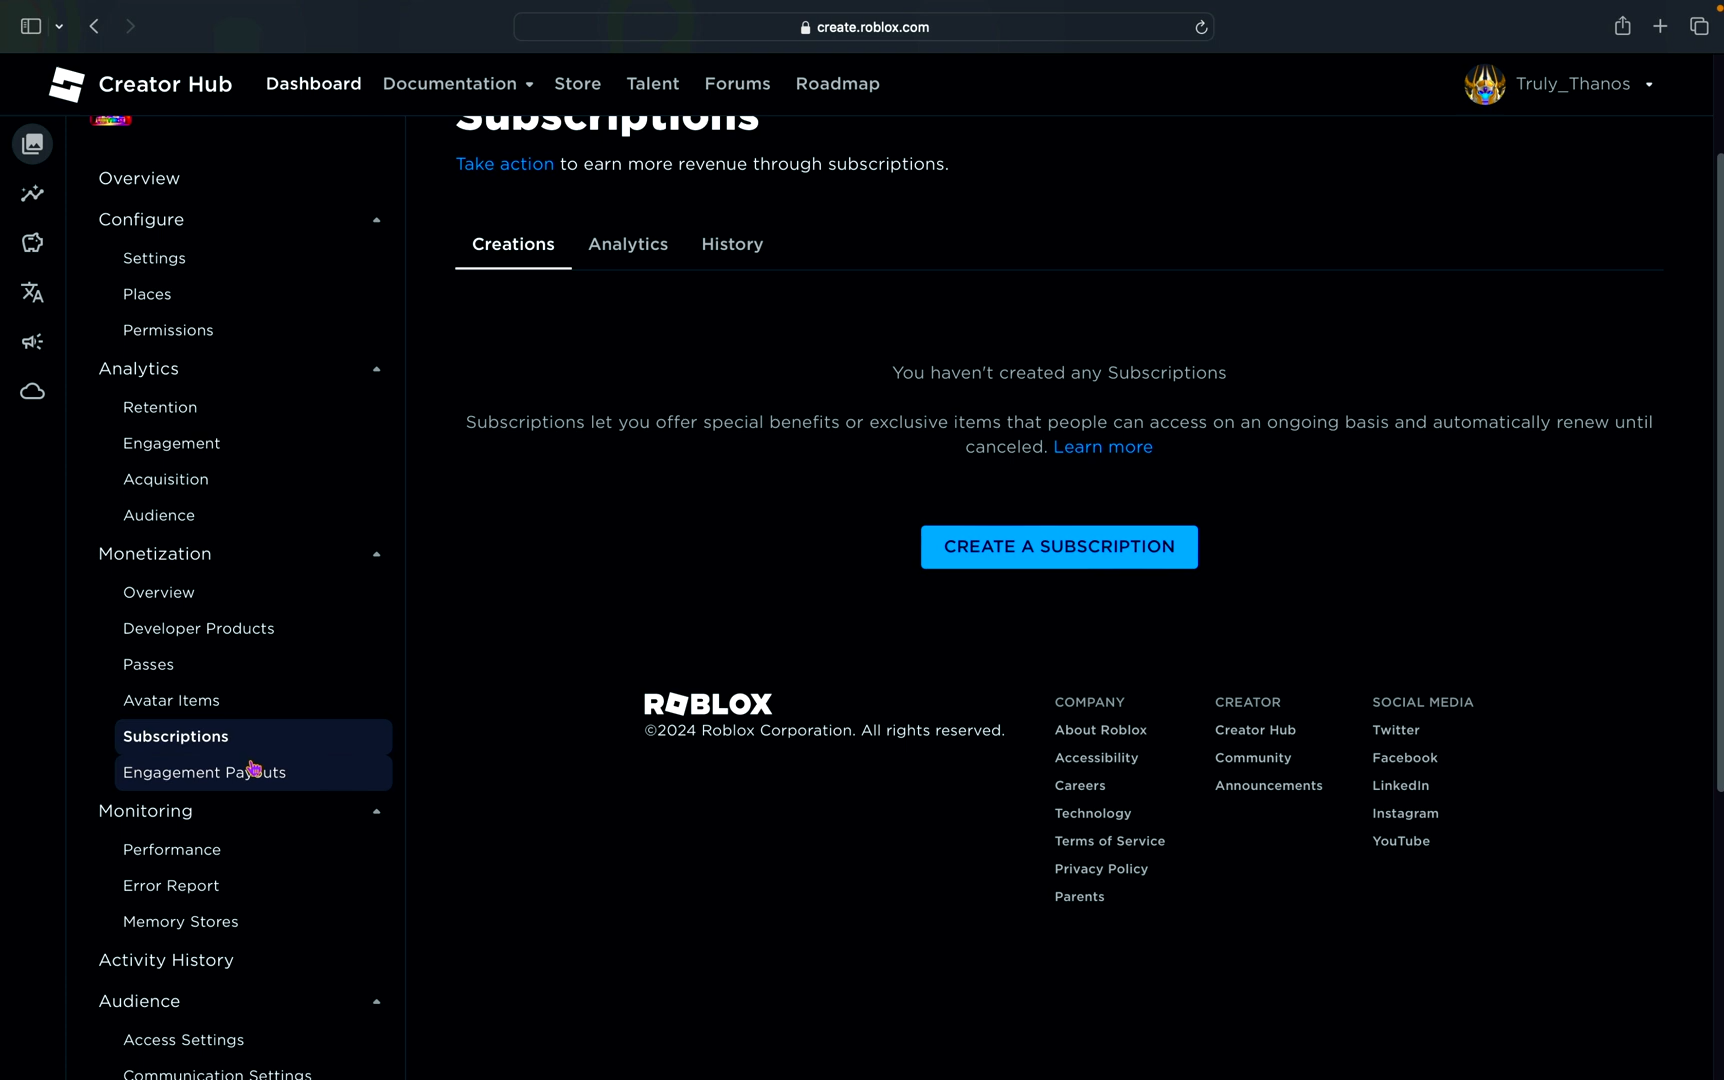 create.roblox.com
Creator Hub Dashboard Documentation Store Talent Forums Roadmap Truly_Thanos
Subscriptions
Take action to earn more revenue through subscriptions.
Creations Analytics History
You haven't created any Subscriptions
Subscriptions let you offer special benefits or exclusive items that people can access on an ongoing basis and automatically renew until
canceled. Learn more
CREATE A SUBSCRIPTION
Overview
Configure
Settings
Places
Permissions
Analytics
Retention
Engagement
Acquisition
Audience
Monetization
Overview
Developer Products
Passes
Avatar Items
Subscriptions
Engagement Payouts
Monitoring
Performance
Error Report
Memory Stores
Activity History
Audience
Access Settings
Communication Settings
ROBLOX
©2024 Roblox Corporation. All rights reserved.
COMPANY
About Roblox
Accessibility
Careers
Technology
Terms of Service
Privacy Policy
Parents
CREATOR
Creator Hub
Community
Announcements
SOCIAL MEDIA
Twitter
Facebook
LinkedIn
Instagram
YouTube